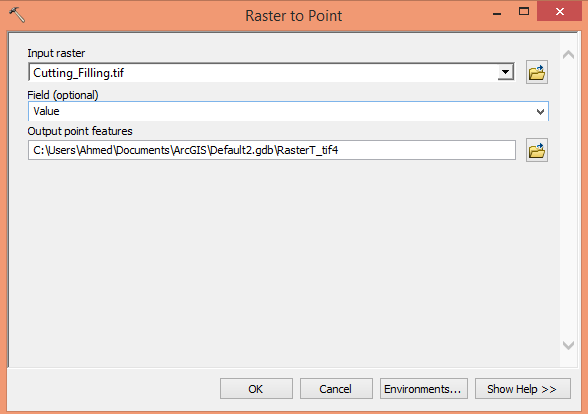 Raster to Point
Input raster
Cutting_Filling.tif
Field (optional)
Value
Output point features
C:\Users\Ahmed\Documents\ArcGIS\Default2.gdb\RasterT_tif4
OK
Cancel
Environments...
Show Help >>